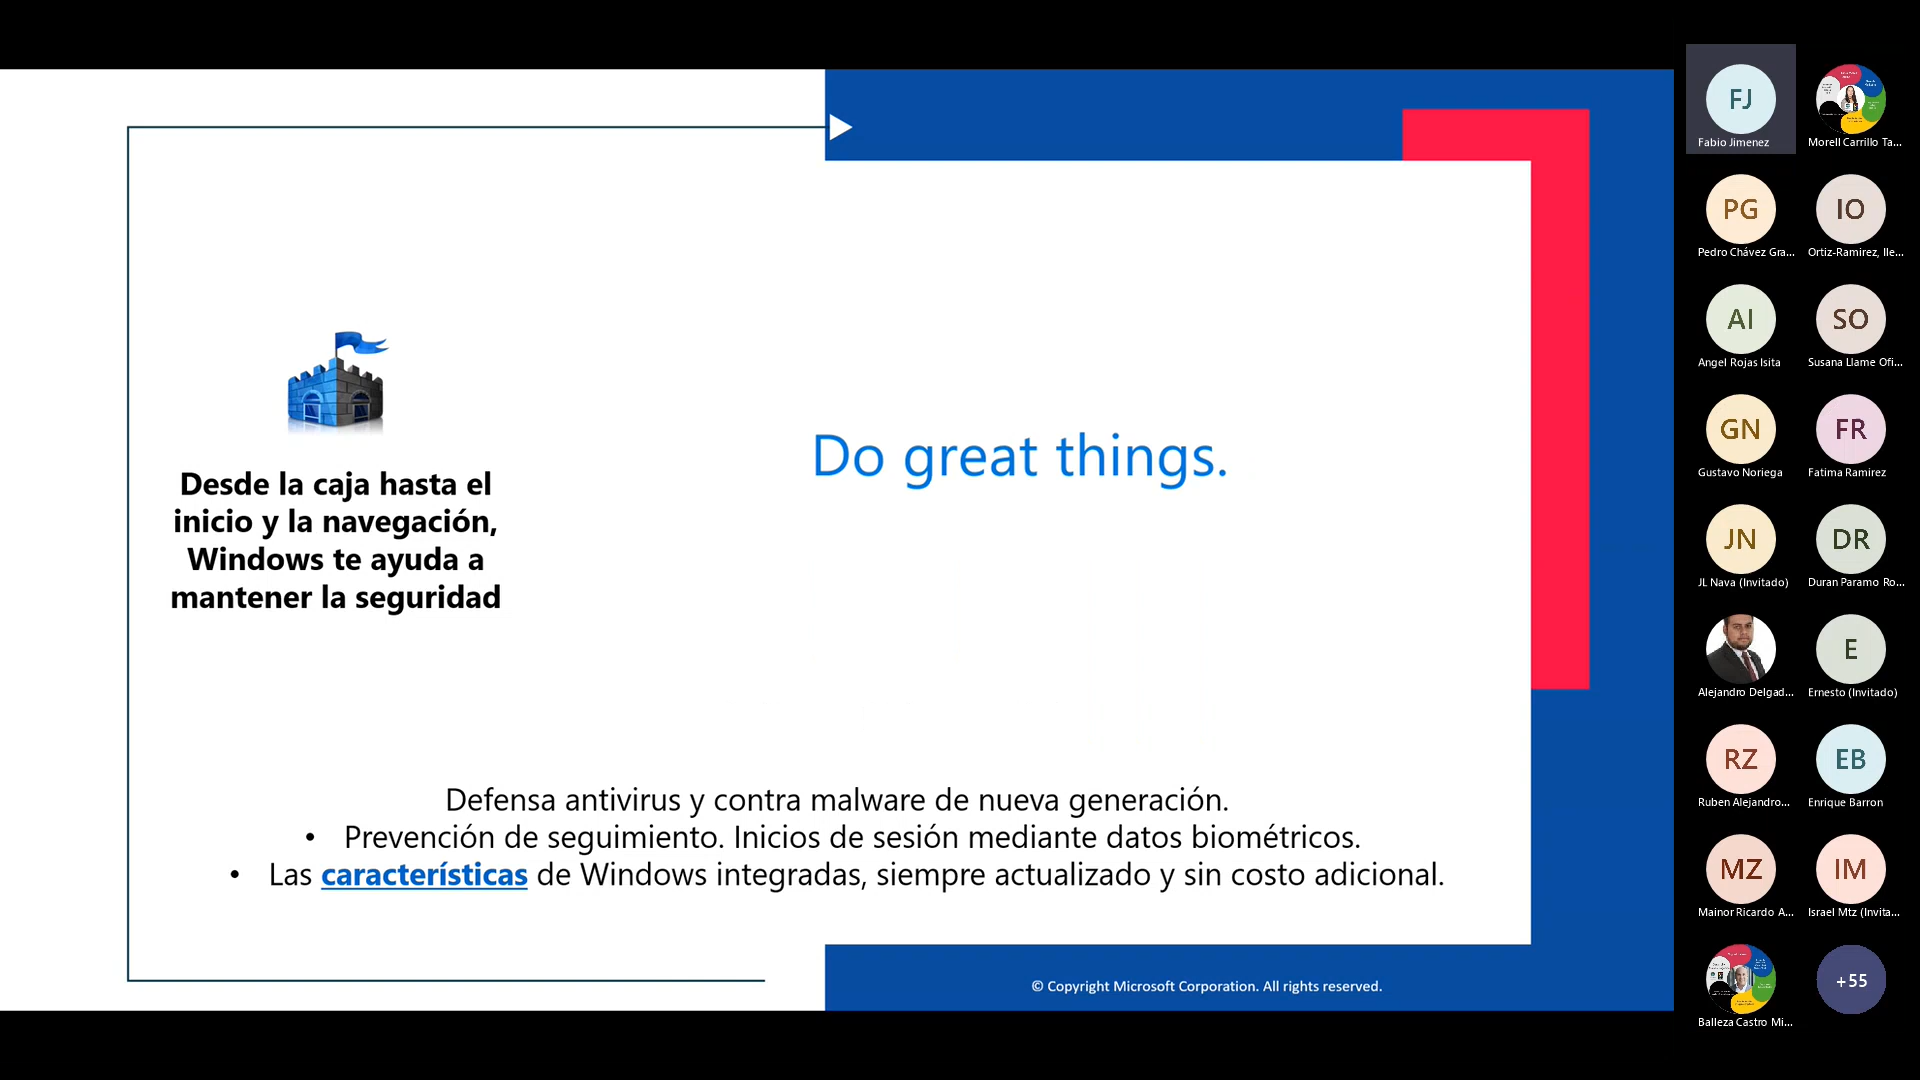 Desde la caja hasta el
inicio y la navegación,
Windows te ayuda a
mantener la seguridad
Do great things.
Defensa antivirus y contra malware de nueva generación.
• Prevención de seguimiento. Inicios de sesión mediante datos biométricos.
• Las características de Windows integradas, siempre actualizado y sin costo adicional.
© Copyright Microsoft Corporation. All rights reserved.
FJ
Fabio Jimenez
Morell Carrillo Ta...
PG
Pedro Chávez Gra...
IO
Ortiz-Ramirez, Ile...
AI
Angel Rojas Isita
SO
Susana Llame Ofi...
GN
Gustavo Noriega
FR
Fatima Ramirez
JN
JL Nava (Invitado)
DR
Duran Paramo Ro...
Alejandro Delgad...
E
Ernesto (Invitado)
RZ
Ruben Alejandro...
EB
Enrique Barron
MZ
Mainor Ricardo A...
IM
Israel Mtz (Invita...
Balleza Castro Mi...
+55